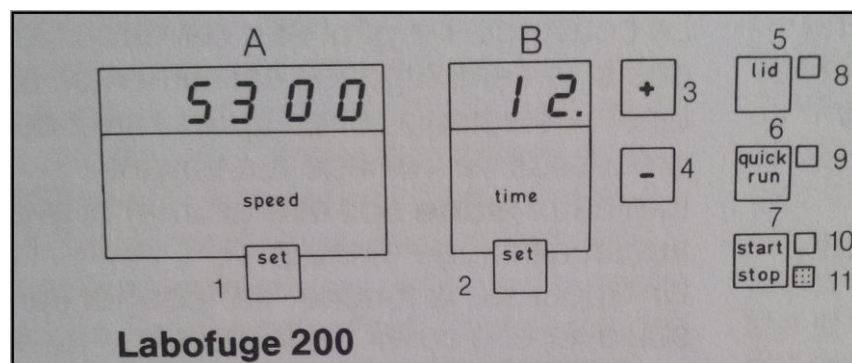 A B
5300 12. + 3 5 lid 8
- 4 6 quick run 9
speed time 7
1 set 2 set start stop 10 11
Labofuge 200